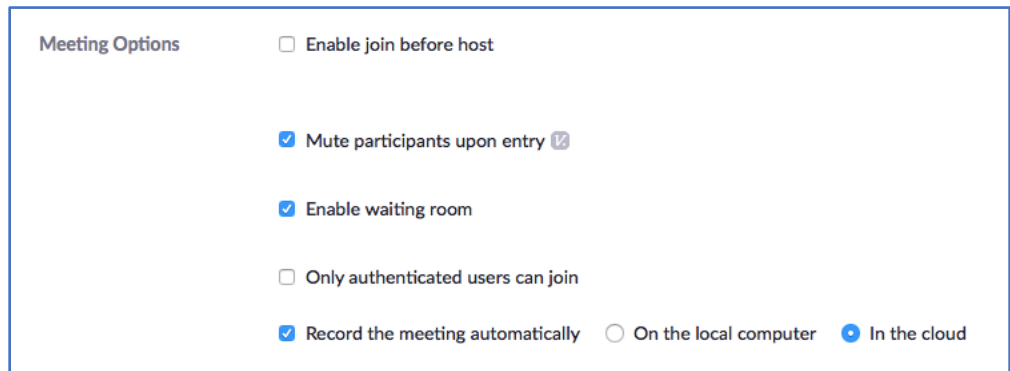 Meeting Options Enable join before host
Mute participants upon entry
Enable waiting room
Only authenticated users can join
Record the meeting automatically On the local computer In the cloud